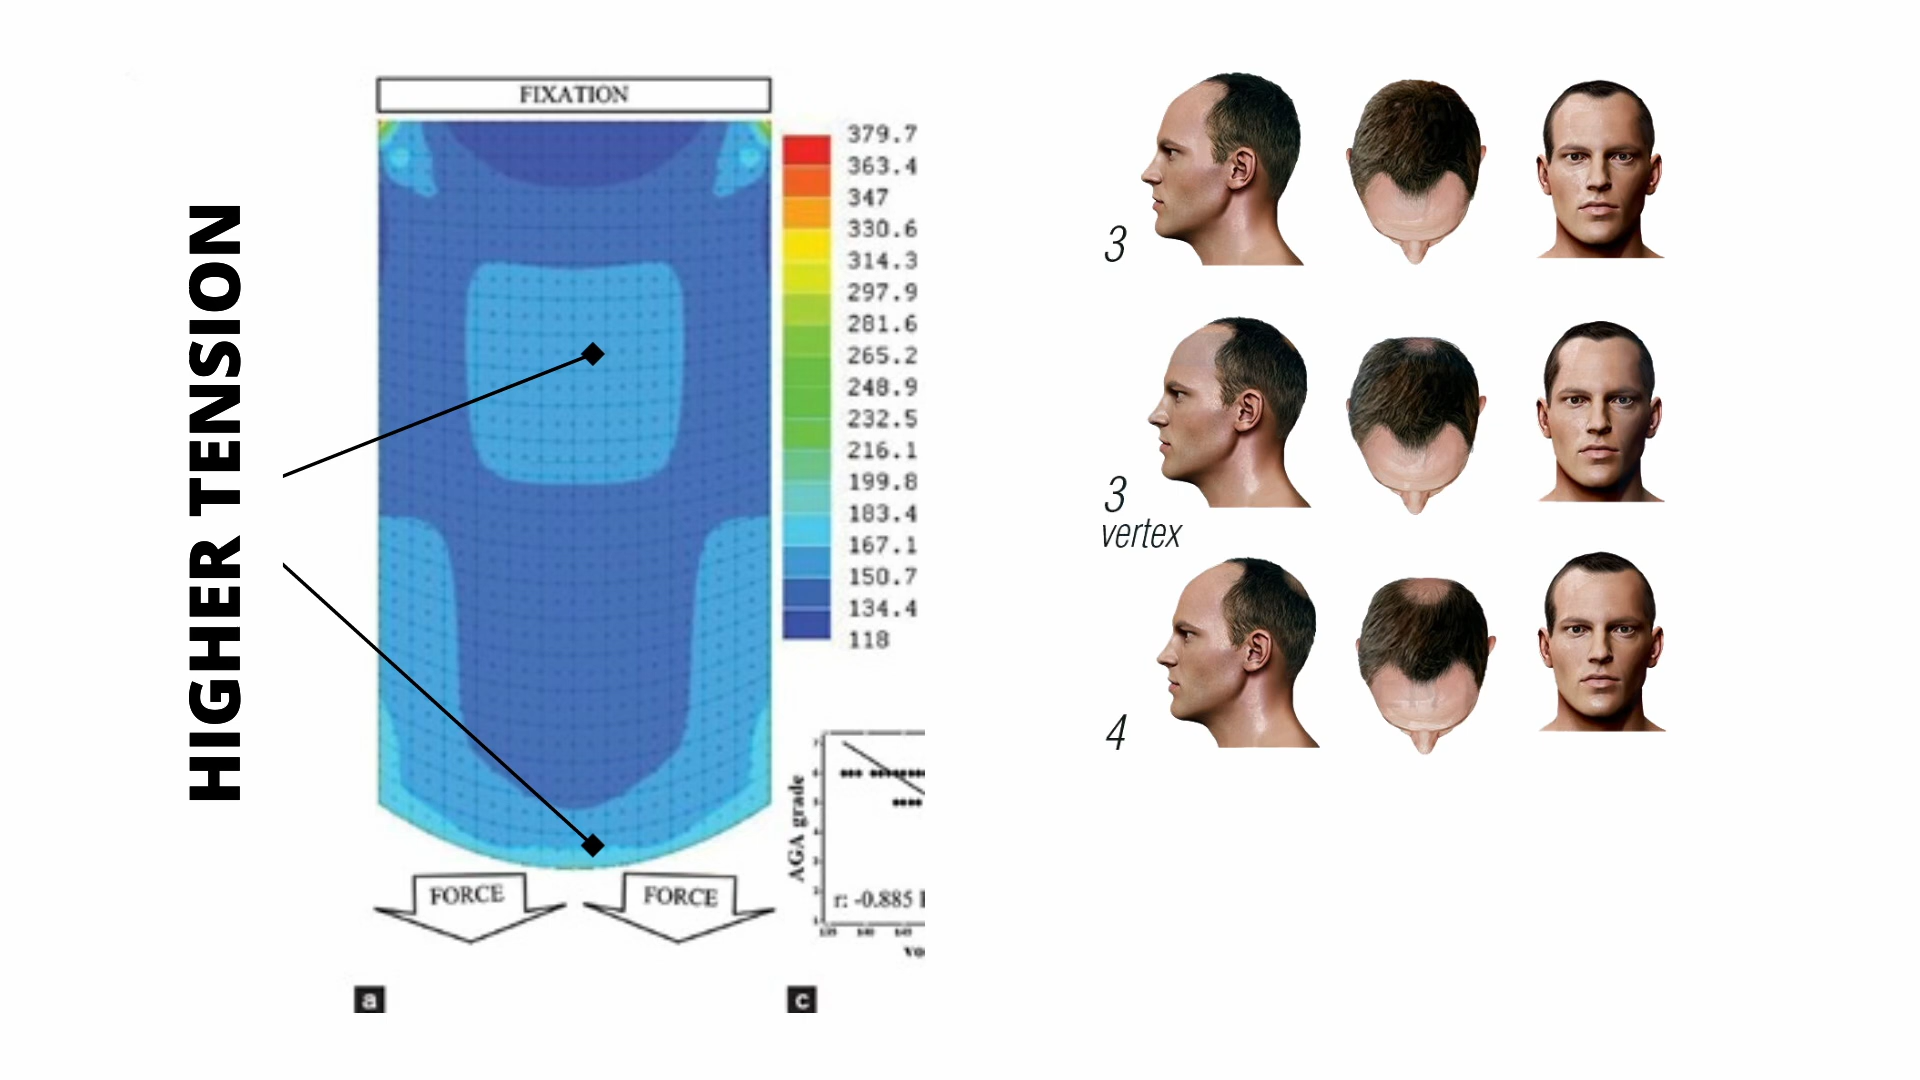 HIGHER TENSION
FIXATION
379.7
363.4
347
330.6
314.3
297.9
281.6
265.2
248.9
232.5
216.1
199.8
183.4
167.1
150.7
134.4
118
FORCE
FORCE
AGA grade
r: -0.885
a
c
3
3
vertex
4